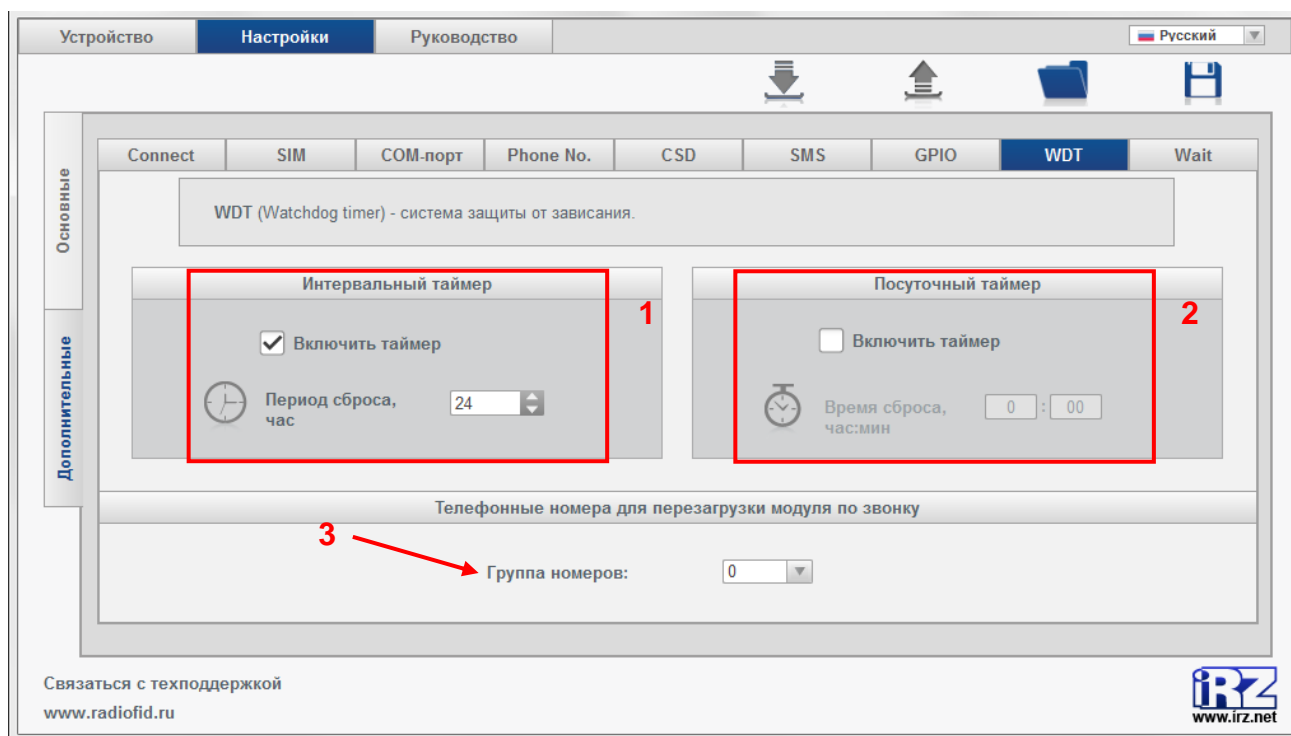 Устройство
Настройки
Руководство
Русский
Основные
Дополнительные
Connect
SIM
COM-порт
Phone No.
CSD
SMS
GPIO
WDT
Wait
WDT (Watchdog timer) - система защиты от зависания.
Интервальный таймер
1
Включить таймер
Период сброса,
час
24
Посуточный таймер
2
Включить таймер
Время сброса,
час:мин
0 : 00
Телефонные номера для перезагрузки модуля по звонку
3
Группа номеров:
0
Связаться с техподдержкой
www.radiofid.ru
iRZ
www.irz.net